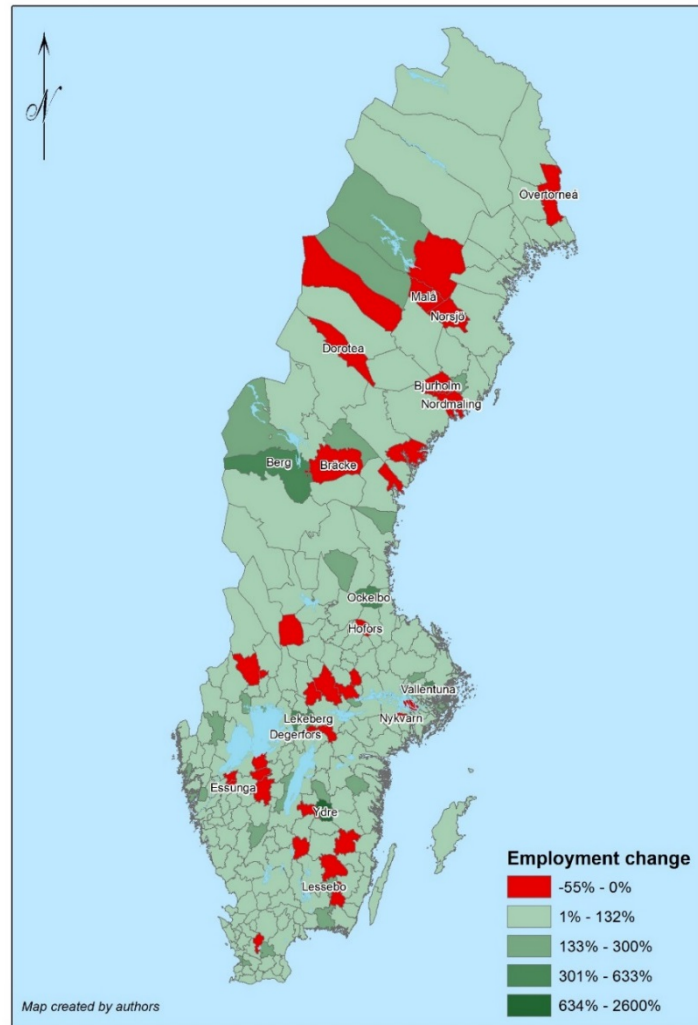 N
Övertorneå
Malå
Norsjö
Dorotea
Bjurholm
Nordmaling
Berg
Bräcke
Ockelbo
Hofors
Vallentuna
Lekeberg
Nykvarn
Degerfors
Essunga
Ydre
Lessebo
Employment change
-55% - 0%
1% - 132%
133% - 300%
301% - 633%
634% - 2600%
Map created by authors